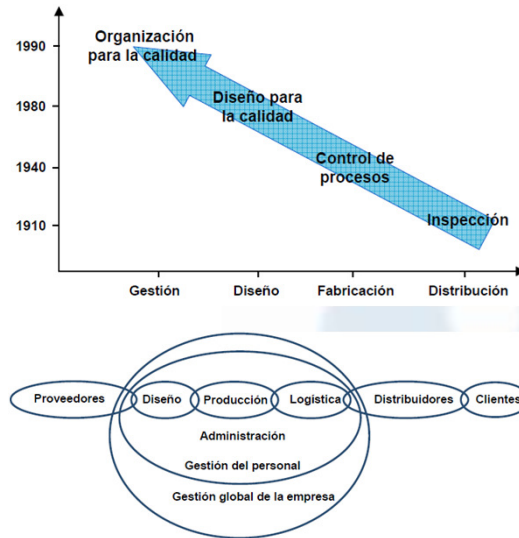 1990
Organización
para la calidad
1980
Diseño para
la calidad
1940
Control de
procesos
1910
Inspección
Gestión
Diseño
Fabricación
Distribución
Proveedores
Diseño
Producción
Logística
Distribuidores
Clientes
Administración
Gestión del personal
Gestión global de la empresa